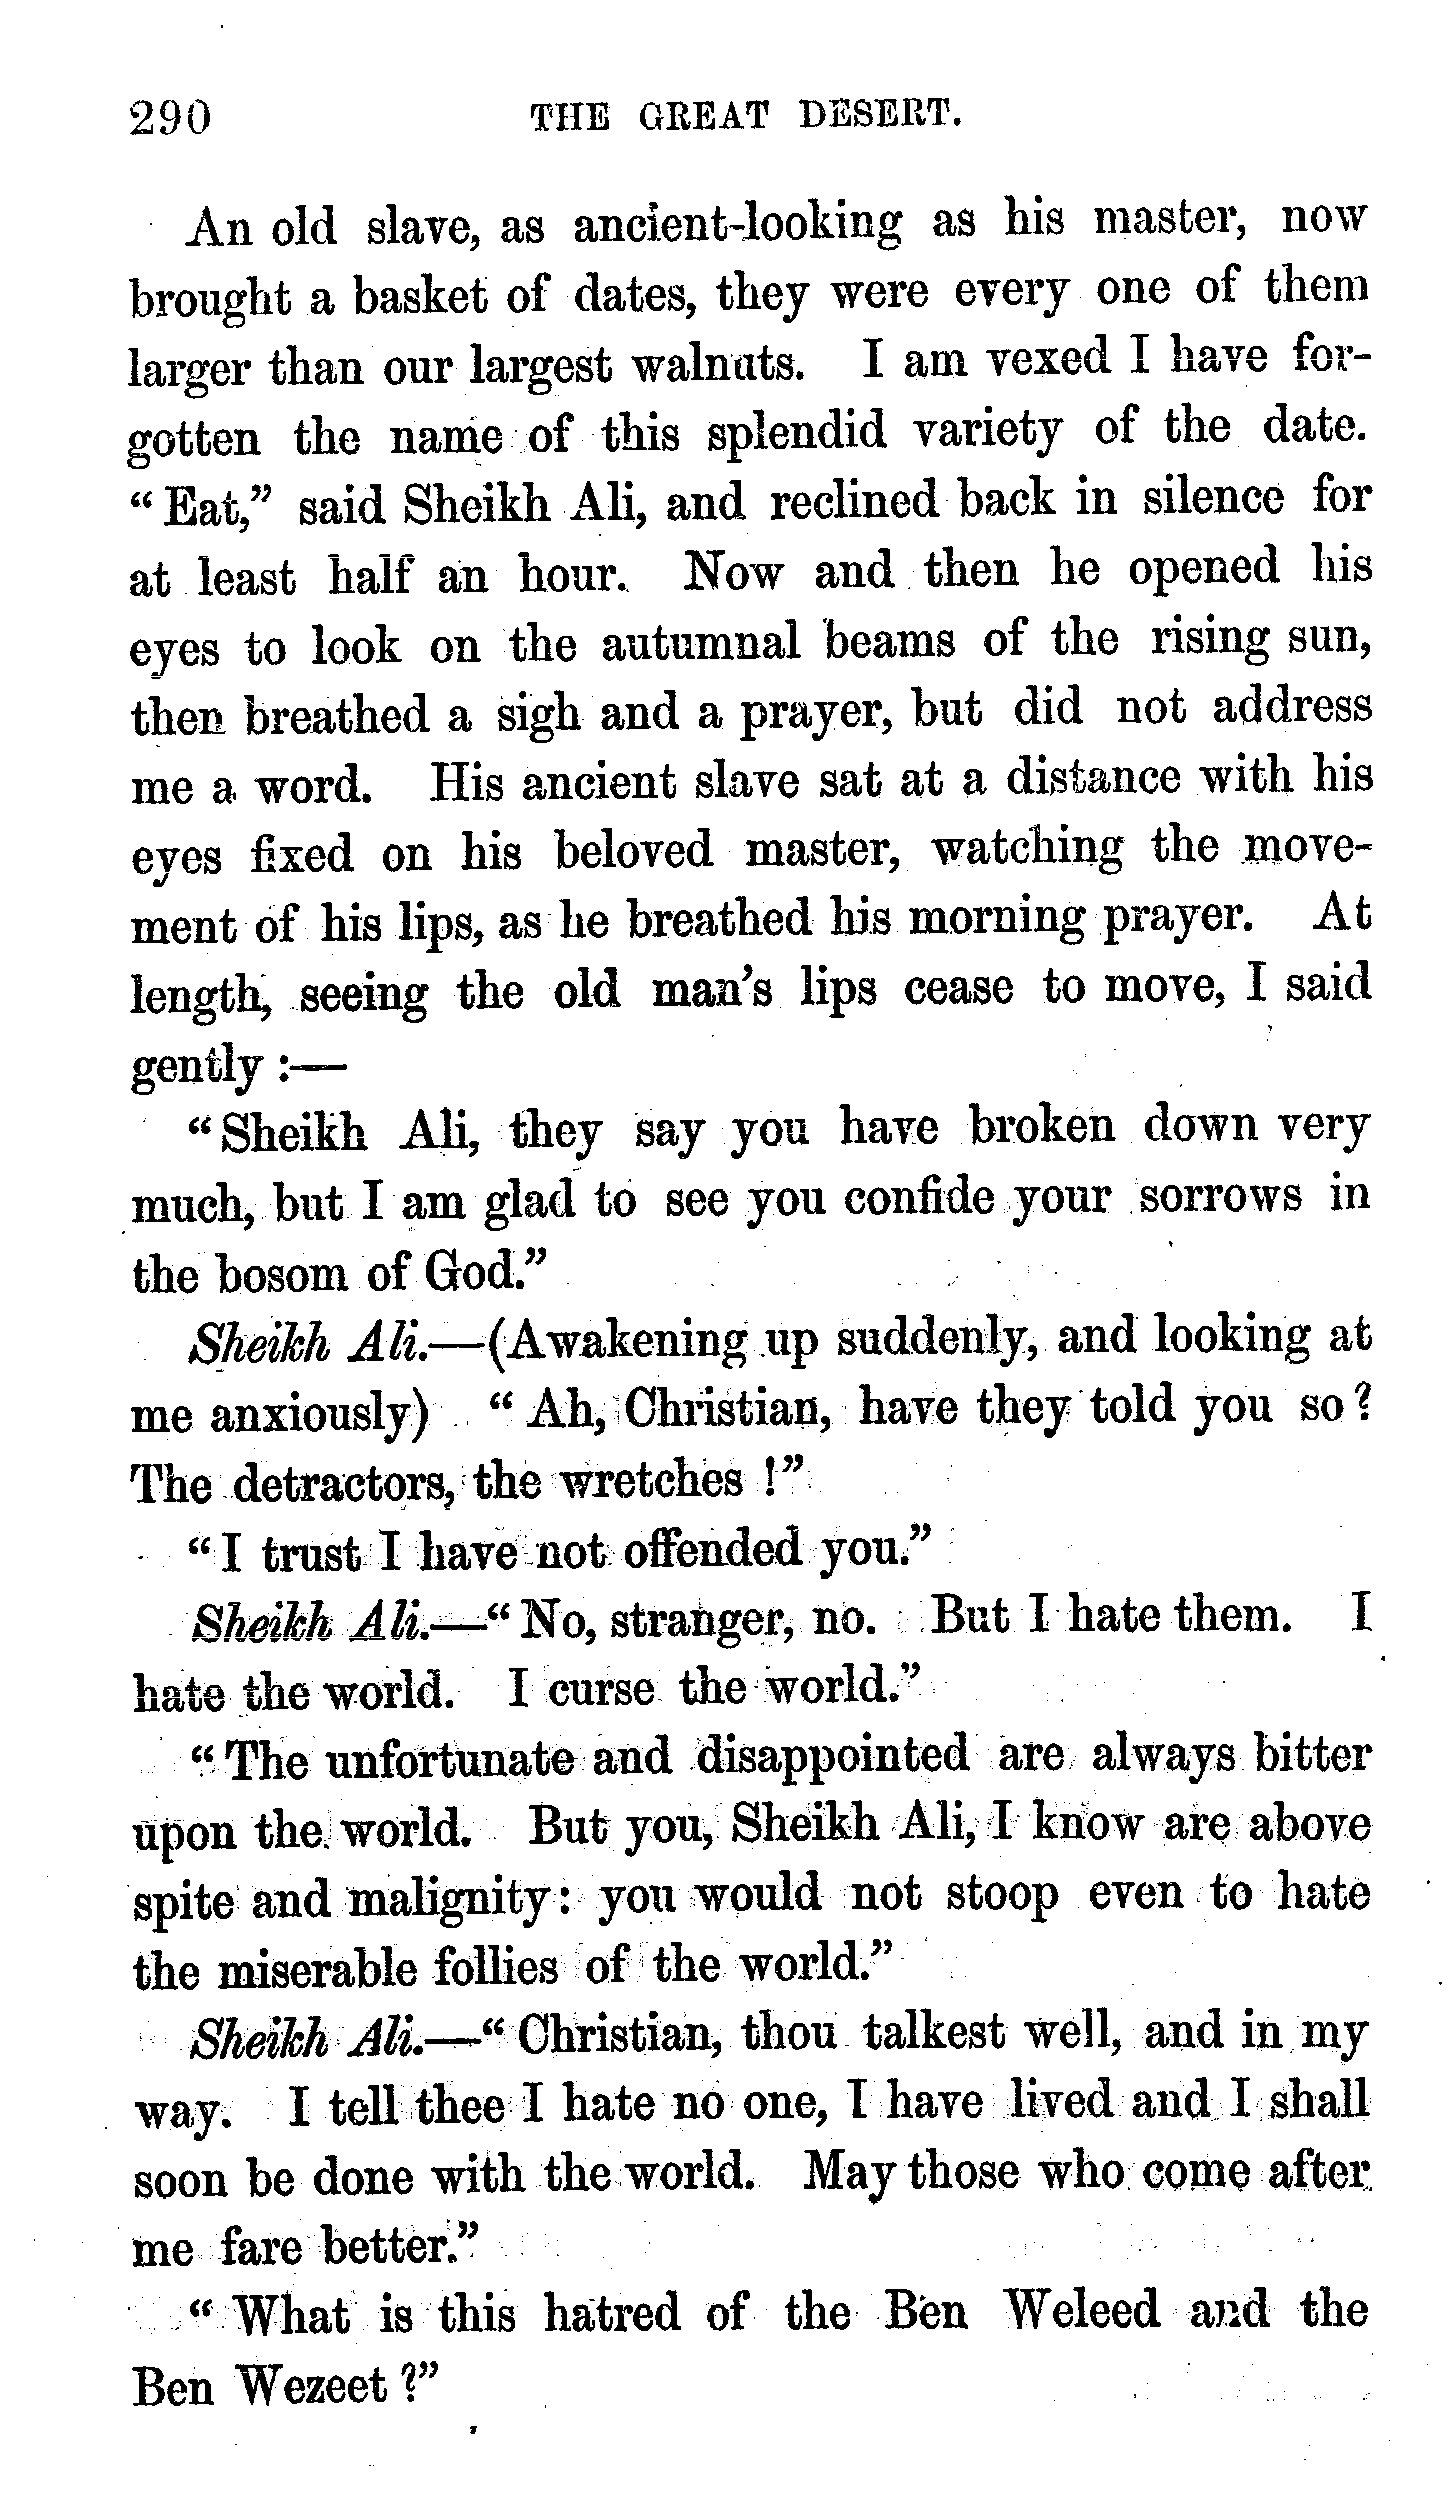 290 THE GREAT DESERT.
An old slave, as ancient-looking as his master, now
brought a basket of dates, they were every one of them
larger than our largest walnuts. I am vexed I have for-
gotten the name of this splendid variety of the date.
“Eat,” said Sheikh Ali, and reclined back in silence for
at least half an hour. Now and then he opened his
eyes to look on the autumnal beams of the rising sun,
then breathed a sigh and a prayer, but did not address
me a word. His ancient slave sat at a distance with his
eyes fixed on his beloved master, watching the move-
ment of his lips, as he breathed his morning prayer. At
length, seeing the old man’s lips cease to move, I said
gently :—
“Sheikh Ali, they say you have broken down very
much, but I am glad to see you confide your sorrows in
the bosom of God.”
Sheikh Ali.—(Awakening up suddenly, and looking at
me anxiously) “Ah, Christian, have they told you so?
The detractors, the wretches !”
“I trust I have not offended you.”
Sheikh Ali.—“No, stranger, no. But I hate them. I
hate the world. I curse the world.”
“The unfortunate and disappointed are always bitter
upon the world. But you, Sheikh Ali, I know are above
spite and malignity: you would not stoop even to hate
the miserable follies of the world.”
Sheikh Ali.—“Christian, thou talkest well, and in my
way. I tell thee I hate no one, I have lived and I shall
soon be done with the world. May those who come after
me fare better.”
“What is this hatred of the Ben Weleed and the
Ben Wezeet ?”